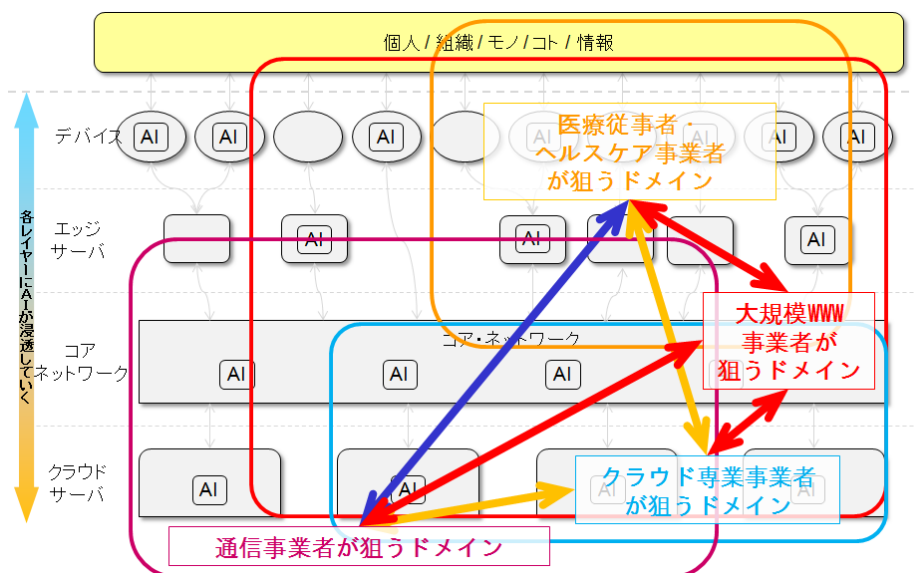 個人 / 組織 / モノ / コト / 情報
各レイヤーにAIが浸透していく
デバイス
AI
AI
AI
AI
AI
AI
AI
医療従事者・
ヘルスケア事業者
が狙うドメイン
エッジ
サーバ
AI
AI
AI
大規模WWW
事業者が
狙うドメイン
コア
ネットワーク
コア・ネットワーク
AI
AI
AI
クラウド
サーバ
AI
AI
AI
AI
クラウド専業事業者
が狙うドメイン
通信事業者が狙うドメイン